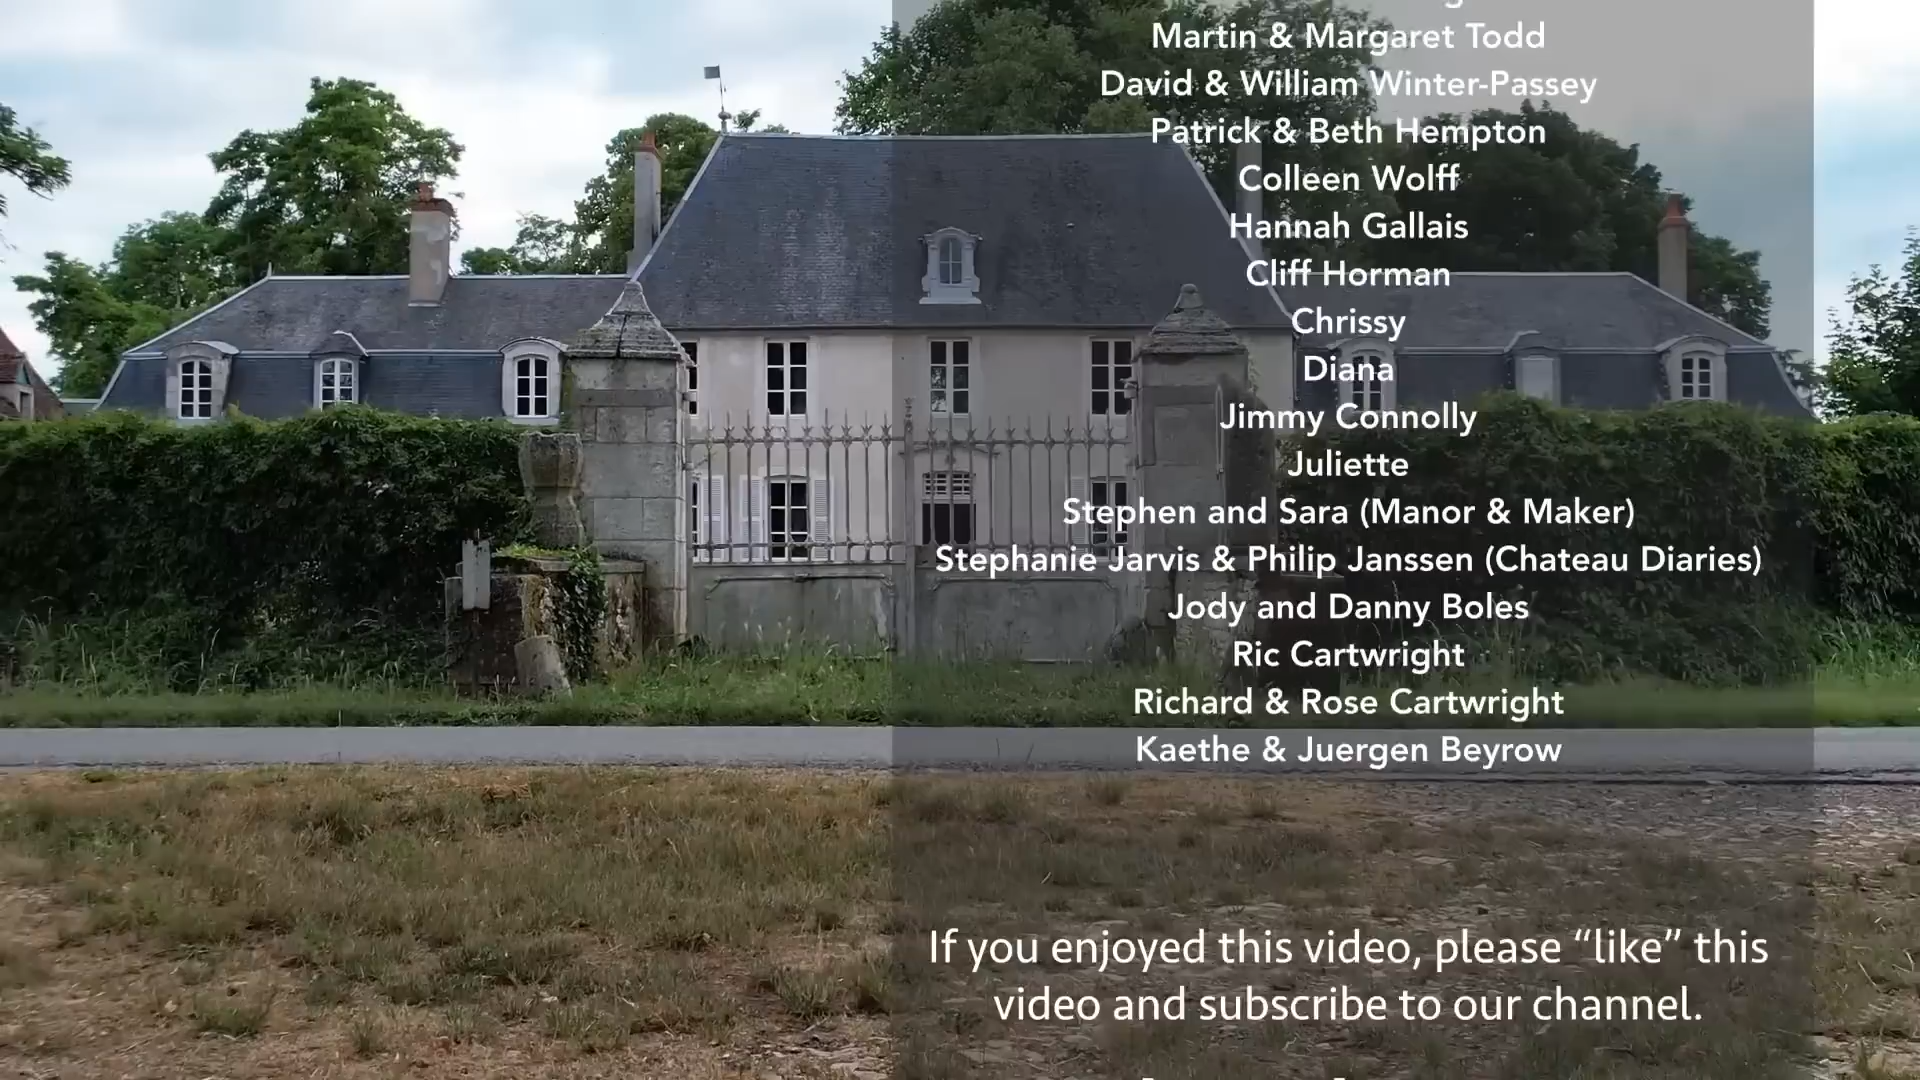 Martin & Margaret Todd
David & William Winter-Passey
Patrick & Beth Hempton
Colleen Wolff
Hannah Gallais
Cliff Horman
Chrissy
Diana
Jimmy Connolly
Juliette
Stephen and Sara (Manor & Maker)
Stephanie Jarvis & Philip Janssen (Chateau Diaries)
Jody and Danny Boles
Ric Cartwright
Richard & Rose Cartwright
Kaethe & Juergen Beyrow
If you enjoyed this video, please “like” this
video and subscribe to our channel.